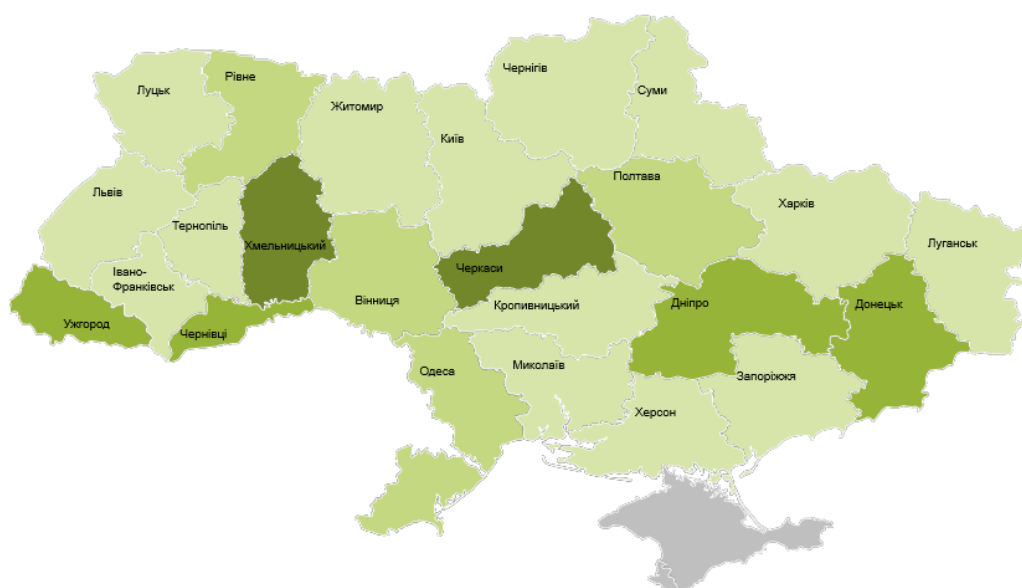 Чернігів
Рівне
Суми
Луцьк
Житомир
Київ
Полтава
Львів
Харків
Тернопіль
Хмельницький
Луганськ
Черкаси
Івано-
Франківськ
Вінниця
Кропивницький
Дніпро
Донецьк
Ужгород
Чернівці
Миколаїв
Одеса
Запоріжжя
Херсон